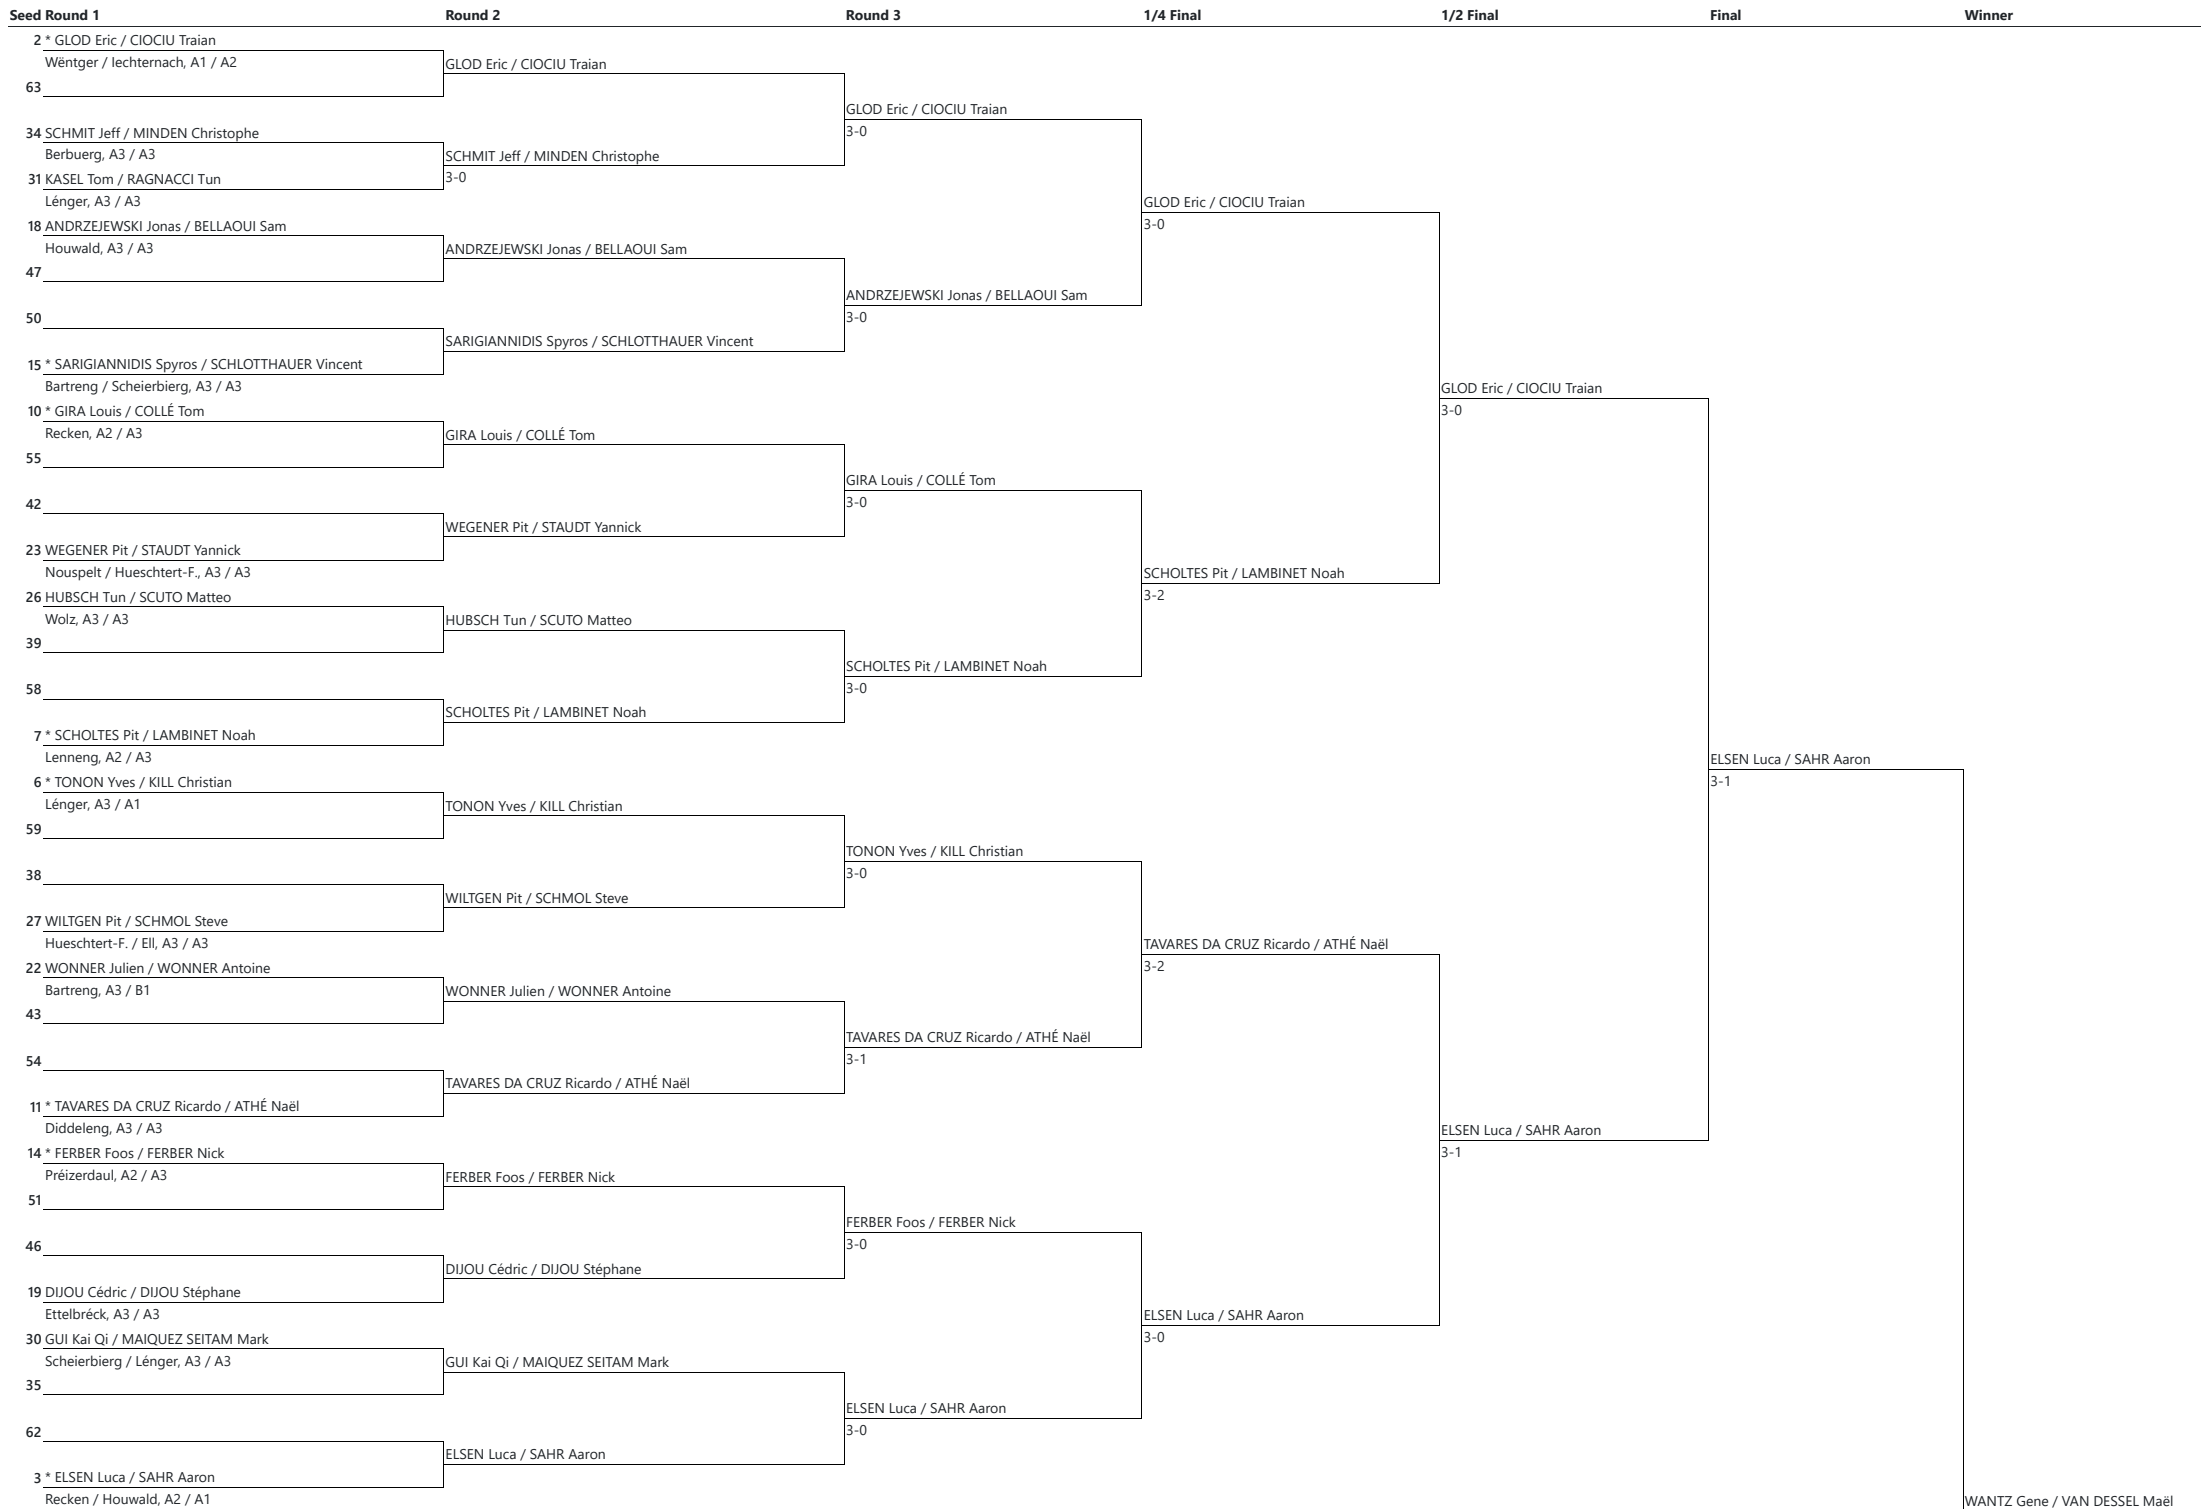 Seed Round 1 Round 2 Round 3 1/4 Final 1/2 Final Final Winner
2 * GLOD Eric / CIOCIU Traian
Wëntger / Iechternach, A1 / A2
GLOD Eric / CIOCIU Traian
63
GLOD Eric / CIOCIU Traian
3-0
34 SCHMIT Jeff / MINDEN Christophe
Berbuerg, A3 / A3
SCHMIT Jeff / MINDEN Christophe
3-0
31 KASEL Tom / RAGNACCI Tun
Lénger, A3 / A3
GLOD Eric / CIOCIU Traian
3-0
18 ANDRZEJEWSKI Jonas / BELLAOUI Sam
Houwald, A3 / A3
ANDRZEJEWSKI Jonas / BELLAOUI Sam
47
ANDRZEJEWSKI Jonas / BELLAOUI Sam
3-0
50
SARIGIANNIDIS Spyros / SCHLOTTHAUER Vincent
15 * SARIGIANNIDIS Spyros / SCHLOTTHAUER Vincent
Bartreng / Scheierbierg, A3 / A3
GLOD Eric / CIOCIU Traian
3-0
10 * GIRA Louis / COLLÉ Tom
Recken, A2 / A3
GIRA Louis / COLLÉ Tom
55
GIRA Louis / COLLÉ Tom
3-0
42
WEGENER Pit / STAUDT Yannick
23 WEGENER Pit / STAUDT Yannick
Nouspelt / Hueschtert-F., A3 / A3
SCHOLTES Pit / LAMBINET Noah
3-2
26 HUBSCH Tun / SCUTO Matteo
Wolz, A3 / A3
HUBSCH Tun / SCUTO Matteo
39
SCHOLTES Pit / LAMBINET Noah
3-0
58
SCHOLTES Pit / LAMBINET Noah
7 * SCHOLTES Pit / LAMBINET Noah
Lenneng, A2 / A3
ELSEN Luca / SAHR Aaron
3-1
6 * TONON Yves / KILL Christian
Lénger, A3 / A1
TONON Yves / KILL Christian
59
TONON Yves / KILL Christian
3-0
38
WILTGEN Pit / SCHMOL Steve
27 WILTGEN Pit / SCHMOL Steve
Hueschtert-F. / Ell, A3 / A3
TAVARES DA CRUZ Ricardo / ATHÉ Naël
3-2
22 WONNER Julien / WONNER Antoine
Bartreng, A3 / B1
WONNER Julien / WONNER Antoine
43
TAVARES DA CRUZ Ricardo / ATHÉ Naël
3-1
54
TAVARES DA CRUZ Ricardo / ATHÉ Naël
11 * TAVARES DA CRUZ Ricardo / ATHÉ Naël
Diddeleng, A3 / A3
ELSEN Luca / SAHR Aaron
3-1
14 * FERBER Foos / FERBER Nick
Préizerdaul, A2 / A3
FERBER Foos / FERBER Nick
51
FERBER Foos / FERBER Nick
3-0
46
DIJOU Cédric / DIJOU Stéphane
19 DIJOU Cédric / DIJOU Stéphane
Ettelbréck, A3 / A3
ELSEN Luca / SAHR Aaron
3-0
30 GUI Kai Qi / MAIQUEZ SEITAM Mark
Scheierbierg / Lénger, A3 / A3
GUI Kai Qi / MAIQUEZ SEITAM Mark
35
ELSEN Luca / SAHR Aaron
3-0
62
ELSEN Luca / SAHR Aaron
3 * ELSEN Luca / SAHR Aaron
Recken / Houwald, A2 / A1
WANTZ Gene / VAN DESSEL Maël